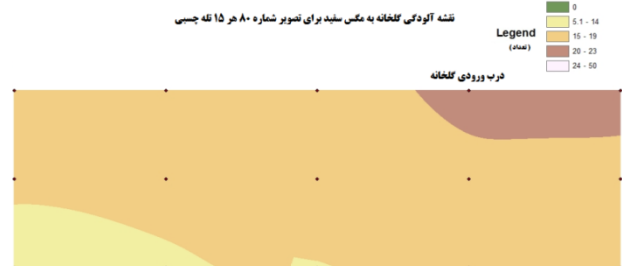 نقشه آلودگی گلخانه به مگس سفید برای تصویر شماره ۸۰ هر ۱۵ تله چسبی
Legend
(تعداد)
0
5.1 - 14
15 - 19
20 - 23
24 - 50
درب ورودی گلخانه